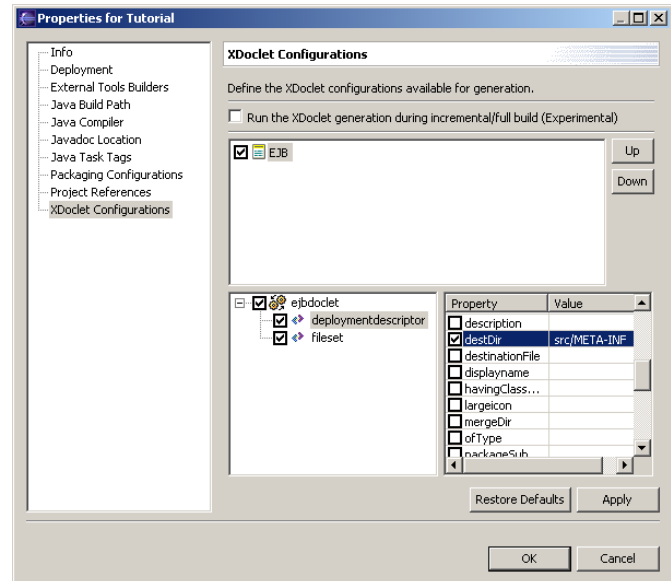 Properties for Tutorial
Info
Deployment
External Tools Builders
Java Build Path
Java Compiler
Javadoc Location
Java Task Tags
Packaging Configurations
Project References
XDoclet Configurations
XDoclet Configurations
Define the XDoclet configurations available for generation.
Run the XDoclet generation during incremental/full build (Experimental)
EJB
Up
Down
ejbdoclet
deploymentdescriptor
fileset
Property Value
description
destDir src/META-INF
destinationFile
displayname
havingClass...
largeicon
mergeDir
ofType
packageSub
Restore Defaults Apply
OK Cancel